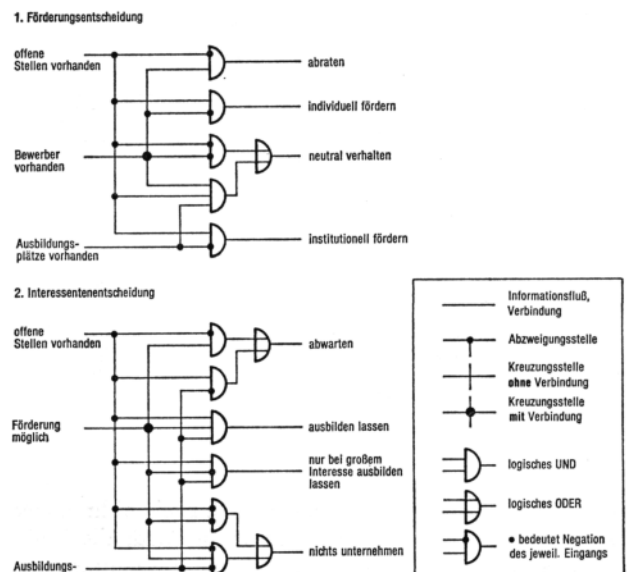 1. Förderungsentscheidung
offene
Stellen vorhanden
abraten
individuell fördern
Bewerber
vorhanden
neutral verhalten
Ausbildungs-
plätze vorhanden
institutionell fördern
2. Interessentenentscheidung
offene
Stellen vorhanden
abwarten
Förderung
möglich
ausbilden lassen
nur bei großem
Interesse ausbilden
lassen
nichts unternehmen
Ausbildungs-
Informationsfluß,
Verbindung
Abzweigungsstelle
Kreuzungsstelle
ohne Verbindung
Kreuzungsstelle
mit Verbindung
logisches UND
logisches ODER
• bedeutet Negation
des jeweil. Eingangs